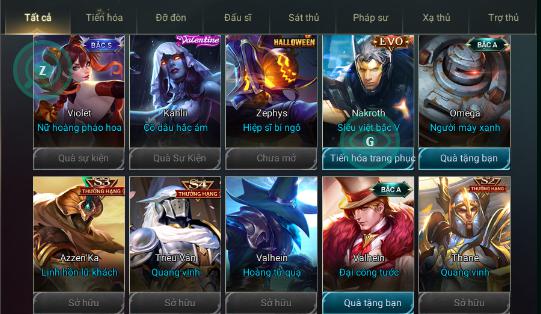 Tất cả
Tiến hóa
Đỡ đòn
Đấu sĩ
Sát thủ
Pháp sư
Xạ thủ
Trợ thủ
BẬC S
Valentine
HALLOWEEN
EVO
BẬC A
Z
Violet
Kahlii
Zephys
Nakroth
Omega
Nữ hoàng pháo hoa
Cô dâu hắc ám
Hiệp sĩ bí ngô
Siêu việt bậc V
Người máy xanh
G
Quà sự kiện
Quà Sự Kiện
Chưa mở
Tiến hóa trang phục
Quà tặng bạn
THƯỢNG HẠNG
THƯỢNG HẠNG
BẬC A
THƯỢNG HẠNG
Azzen'Ka
Triệu Vân
Valhein
Valhein
Thane
Linh hồn lữ khách
Quang vinh
Hoàng tử quạ
Đại công tước
Quang vinh
Sở hữu
Sở hữu
Sở hữu
Quà tặng bạn
Sở hữu